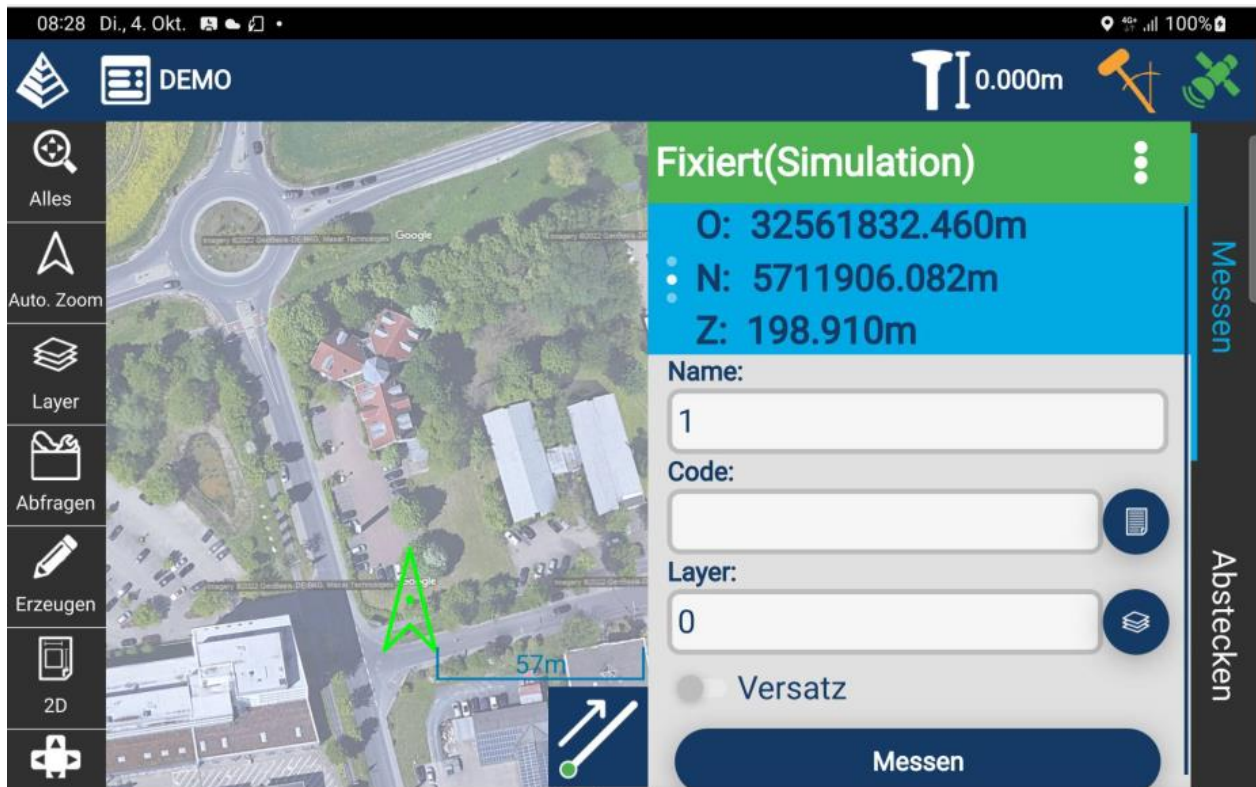 08:28 Di., 4. Okt.
4G+ 100%
DEMO
0.000m
Alles
Auto. Zoom
Layer
Abfragen
Erzeugen
2D
Google
Google
57m
Fixiert(Simulation)
O: 32561832.460m
N: 5711906.082m
Z: 198.910m
Name:
1
Code:
Layer:
0
Versatz
Messen
Messen
Abstecken